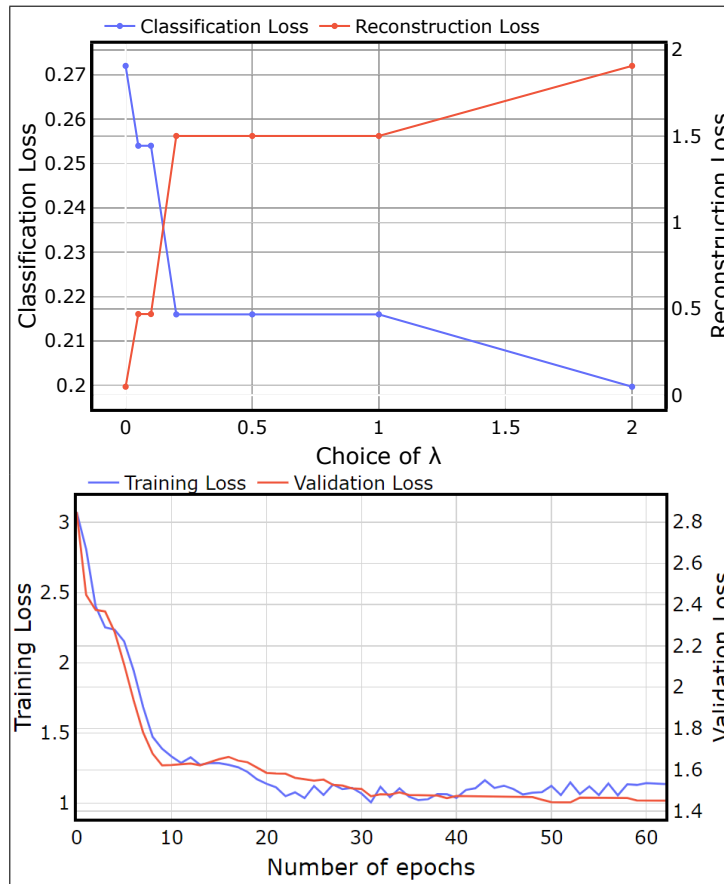 Classification Loss Reconstruction Loss
Classification Loss
0.27
0.26
0.25
0.24
0.23
0.22
0.21
0.2
2
1.5
1
0.5
0
Reconstruction Loss
0 0.5 1 1.5 2
Choice of λ
Training Loss Validation Loss
Training Loss
3
2.5
2
1.5
1
2.8
2.6
2.4
2.2
2
1.8
1.6
1.4
Validation Loss
0 10 20 30 40 50 60
Number of epochs